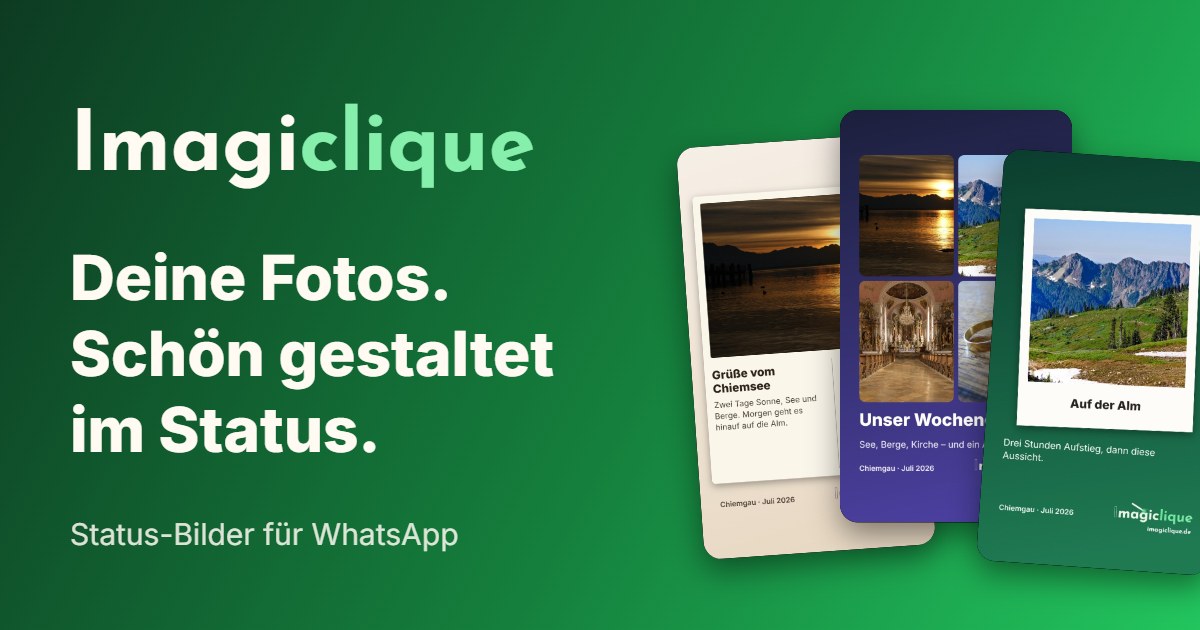 Imagiclique
Deine Fotos.
Schön gestaltet
im Status.
Status-Bilder für WhatsApp
Grüße vom
Chiemsee
Zwei Tage Sonne, See und
Berge. Morgen geht es
hinauf auf die Alm.
Chiemgau · Juli 2026
Unser
See, Berge, Kirche – und ein
Chiemgau · Juli 2026
Auf der Alm
Drei Stunden Aufstieg, dann diese
Aussicht.
Chiemgau · Juli 2026
Imagiclique
imagiclique.de